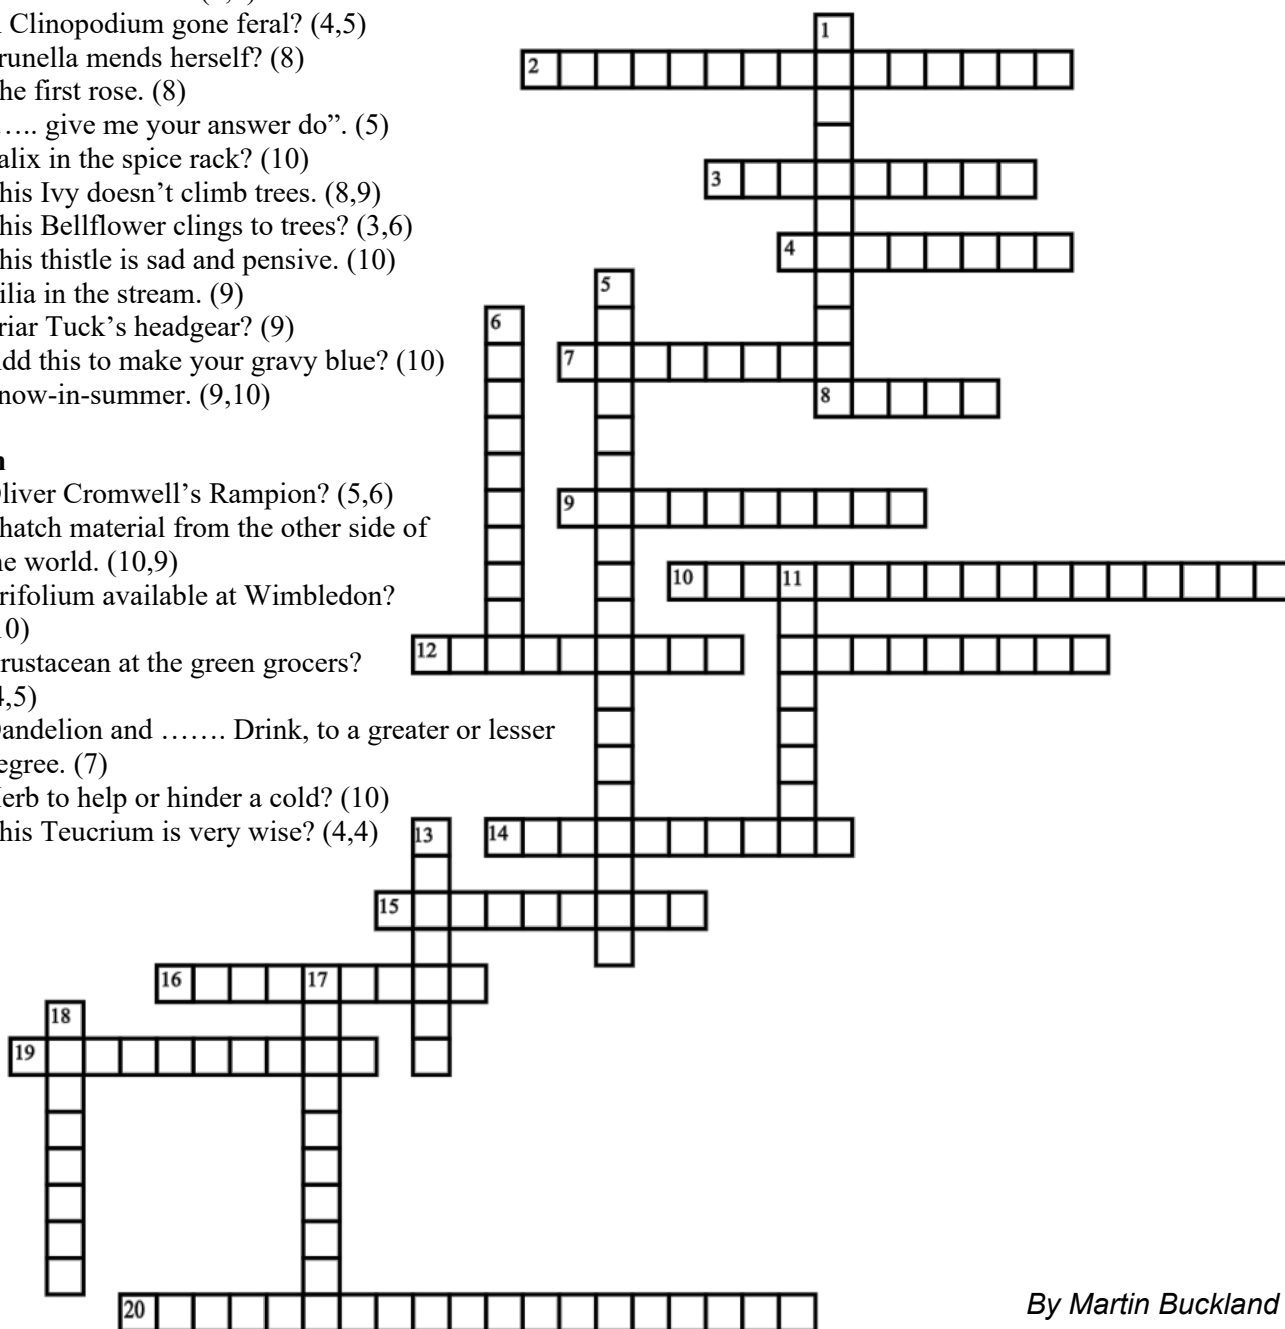 Clinopodium gone feral? (4,5)
runella mends herself? (8)
he first rose. (8)
….. give me your answer do”. (5)
alix in the spice rack? (10)
his Ivy doesn’t climb trees. (8,9)
his Bellflower clings to trees? (3,6)
his thistle is sad and pensive. (10)
ilia in the stream. (9)
riar Tuck’s headgear? (9)
dd this to make your gravy blue? (10)
now-in-summer. (9,10)
n
liver Cromwell’s Rampion? (5,6)
hatch material from the other side of
e world. (10,9)
rifolium available at Wimbledon?
0)
rustacean at the green grocers?
4,5)
andelion and ……. Drink, to a greater or lesser
egree. (7)
erb to help or hinder a cold? (10)
his Teucrium is very wise? (4,4)
1
2
3
4
5
6
7
8
9
10 11
12
13 14
15
16 17
18
19
20
By Martin Buckland